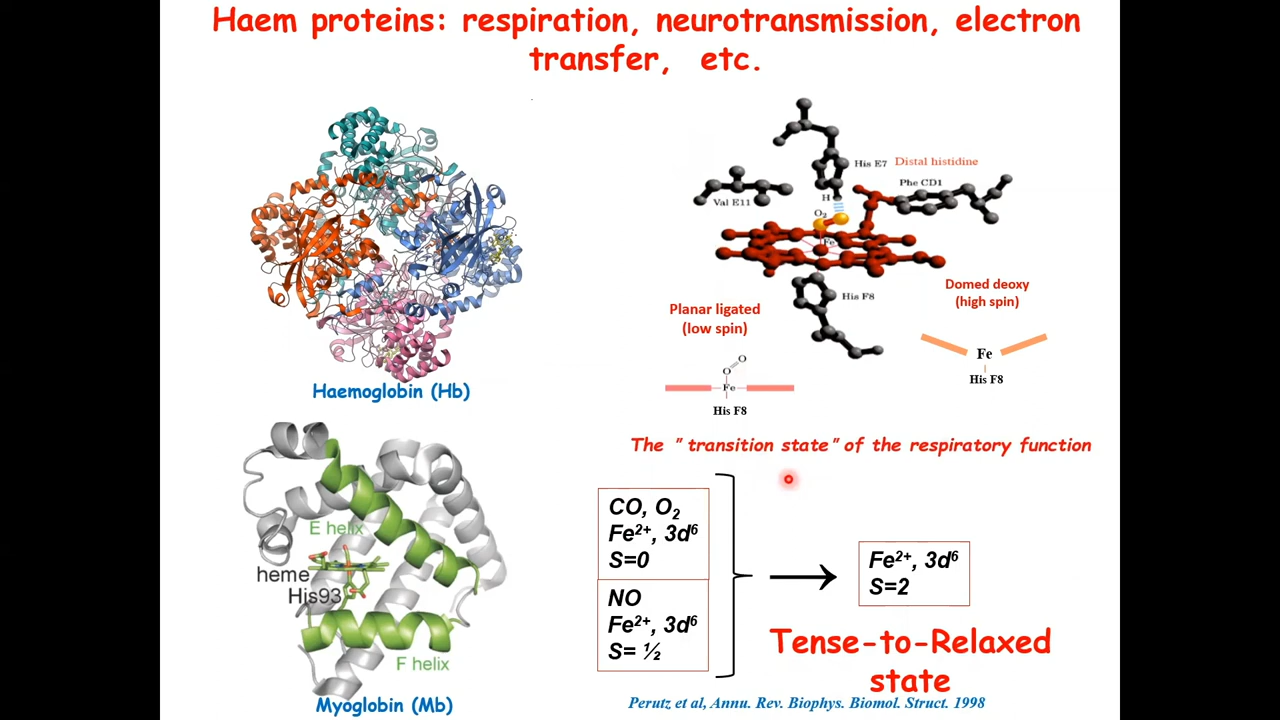 Haem proteins: respiration, neurotransmission, electron
transfer, etc.
His E7
Distal histidine
Phe CD1
Val E11
H
O₂
Fe
His F8
Domed deoxy
(high spin)
Planar ligated
(low spin)
Fe
His F8
O
O
Fe
His F8
Haemoglobin (Hb)
The ″ transition state″ of the respiratory function
CO, O₂
Fe²⁺, 3d⁶
S=0
NO
Fe²⁺, 3d⁶
S= ½
Fe²⁺, 3d⁶
S=2
Tense-to-Relaxed
state
E helix
heme
His93
F helix
Myoglobin (Mb)
Perutz et al, Annu. Rev. Biophys. Biomol. Struct. 1998